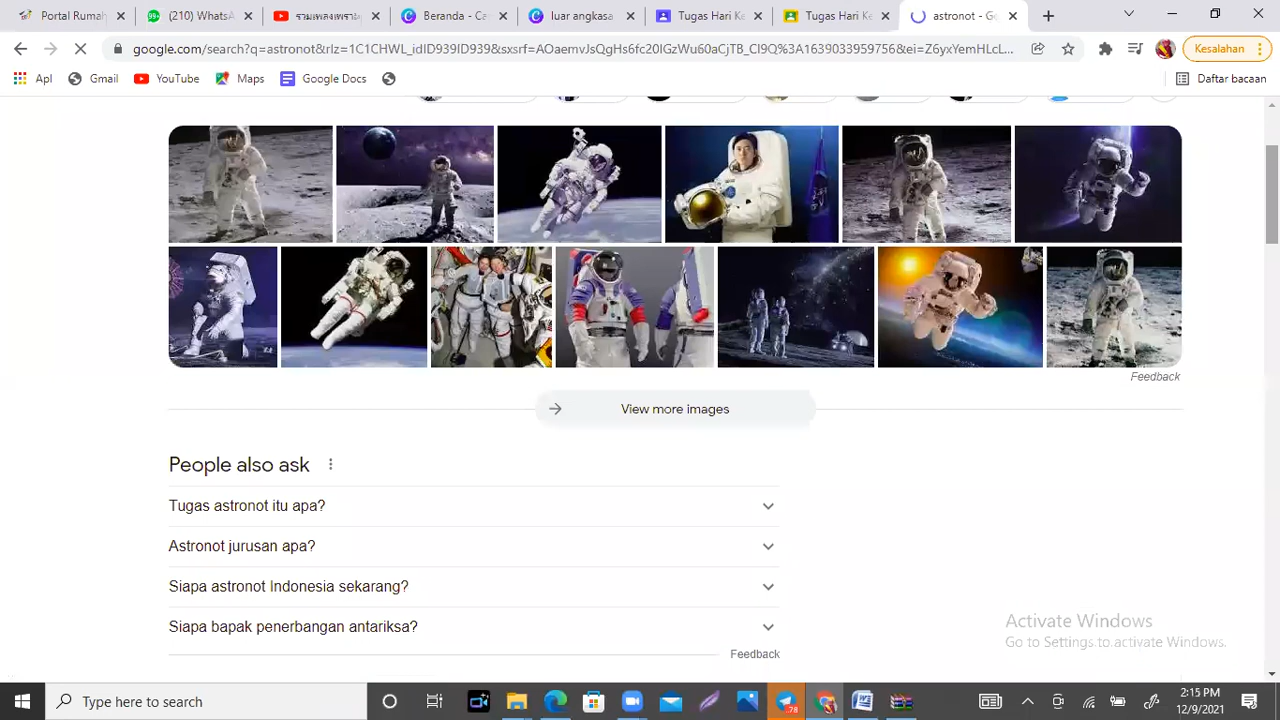 Portal Rumah
(210) WhatsA
Beranda - Ca
luar angkasa
Tugas Hari Ke
Tugas Hari Ke
astronot - Go
google.com/search?q=astronot&rlz=1C1CHWL_idID939ID939&sxsrf=AOaemvJsQgHs6fc20IGzWu60aCjTB_CI9Q%3A1639033959756&ei=Z6yxYemHLcL...
Kesalahan
Apl
Gmail
YouTube
Maps
Google Docs
Daftar bacaan
Feedback
View more images
People also ask
Tugas astronot itu apa?
Astronot jurusan apa?
Siapa astronot Indonesia sekarang?
Siapa bapak penerbangan antariksa?
Feedback
Activate Windows
Go to Settings to activate Windows.
Type here to search
78
2:15 PM
12/9/2021